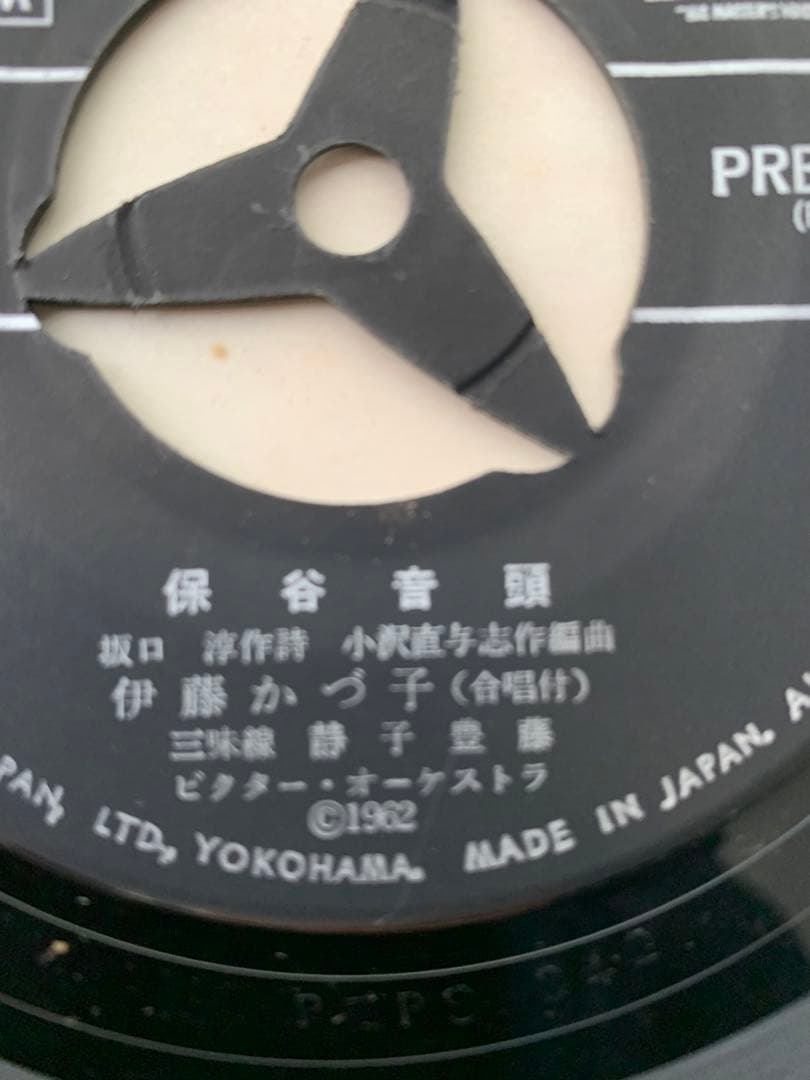 PRE
保谷音頭
坂口 淳作詩 小沢直与志作編曲
伊藤かづ子(合唱付)
三味線 静子 豊藤
ビクター・オーケストラ
©1962
PAN, LTD, YOKOHAMA. MADE IN JAPAN.